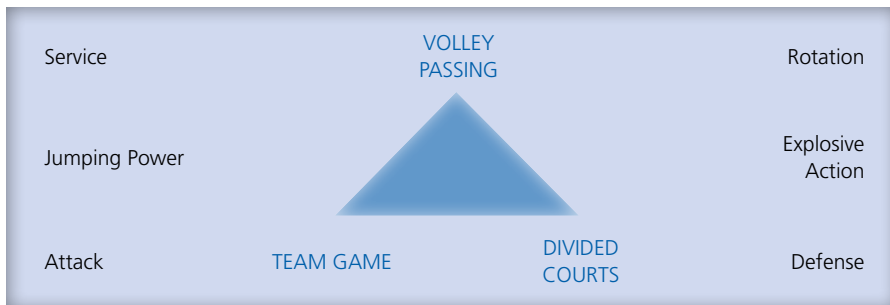 Service
VOLLEY
PASSING
Rotation
Jumping Power
Explosive
Action
Attack
TEAM GAME
DIVIDED
COURTS
Defense